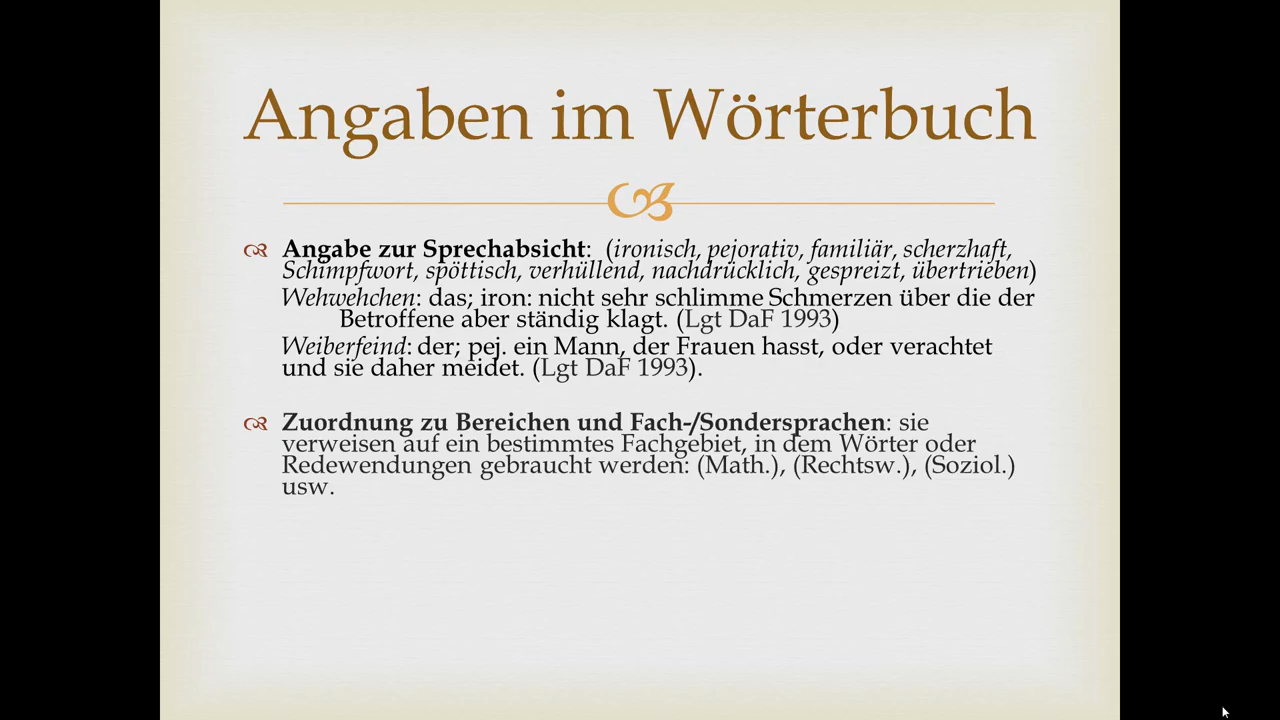 Angaben im Wörterbuch
Angabe zur Sprechabsicht: (ironisch, pejorativ, familiär, scherzhaft,
Schimpfwort, spöttisch, verhüllend, nachdrücklich, gespreizt, übertrieben)
Wehwehchen: das; iron: nicht sehr schlimme Schmerzen über die der
Betroffene aber ständig klagt. (Lgt DaF 1993)
Weiberfeind: der; pej. ein Mann, der Frauen hasst, oder verachtet
und sie daher meidet. (Lgt DaF 1993).
Zuordnung zu Bereichen und Fach-/Sondersprachen: sie
verweisen auf ein bestimmtes Fachgebiet, in dem Wörter oder
Redewendungen gebraucht werden: (Math.), (Rechtsw.), (Soziol.)
usw.